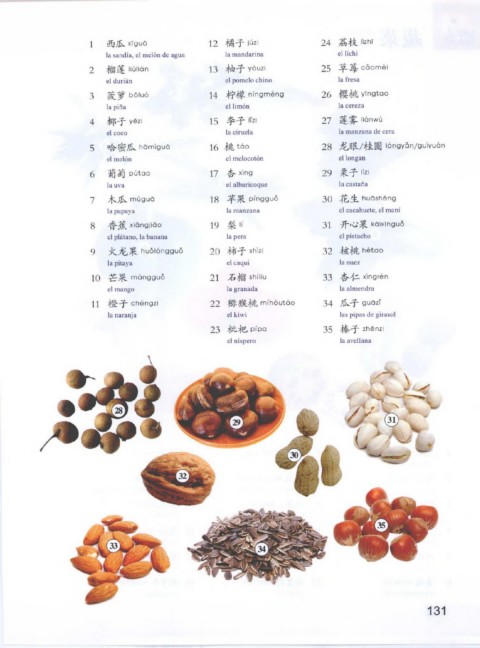 1 西瓜 xīguā
la sandía, el melón de agua
2 榴莲 liúlián
el durián
3 菠萝 bōluó
la piña
4 椰子 yēzi
el coco
5 哈密瓜 hāmìguā
el melón
6 葡萄 pútao
la uva
7 木瓜 mùguā
la papaya
8 香蕉 xiāngjiāo
el plátano, la banana
9 火龙果 huǒlóngguǒ
la pitaya
10 芒果 mángguǒ
el mango
11 橙子 chéngzi
la naranja
12 橘子 júzi
la mandarina
13 柚子 yòuzi
el pomelo chino
14 柠檬 níngméng
el limón
15 李子 lǐzi
la ciruela
16 桃 táo
el melocotón
17 杏 xìng
el albaricoque
18 苹果 píngguǒ
la manzana
19 梨 lí
la pera
20 柿子 shìzi
el caqui
21 石榴 shíliu
la granada
22 猕猴桃 míhóutáo
el kiwi
23 枇杷 pípa
el níspero
24 荔枝 lìzhī
el lichi
25 草莓 cǎoméi
la fresa
26 樱桃 yīngtao
la cereza
27 莲雾 liánwù
la manzana de cera
28 龙眼/桂圆 lóngyǎn/guìyuán
el longan
29 栗子 lìzi
la castaña
30 花生 huāshēng
el cacahuete, el maní
31 开心果 kāixīnguǒ
el pistacho
32 核桃 hétao
la nuez
33 杏仁 xìngrén
la almendra
34 瓜子 guāzǐ
las pipas de girasol
35 榛子 zhēnzi
la avellana
28
29
31
30
32
35
33
34
131